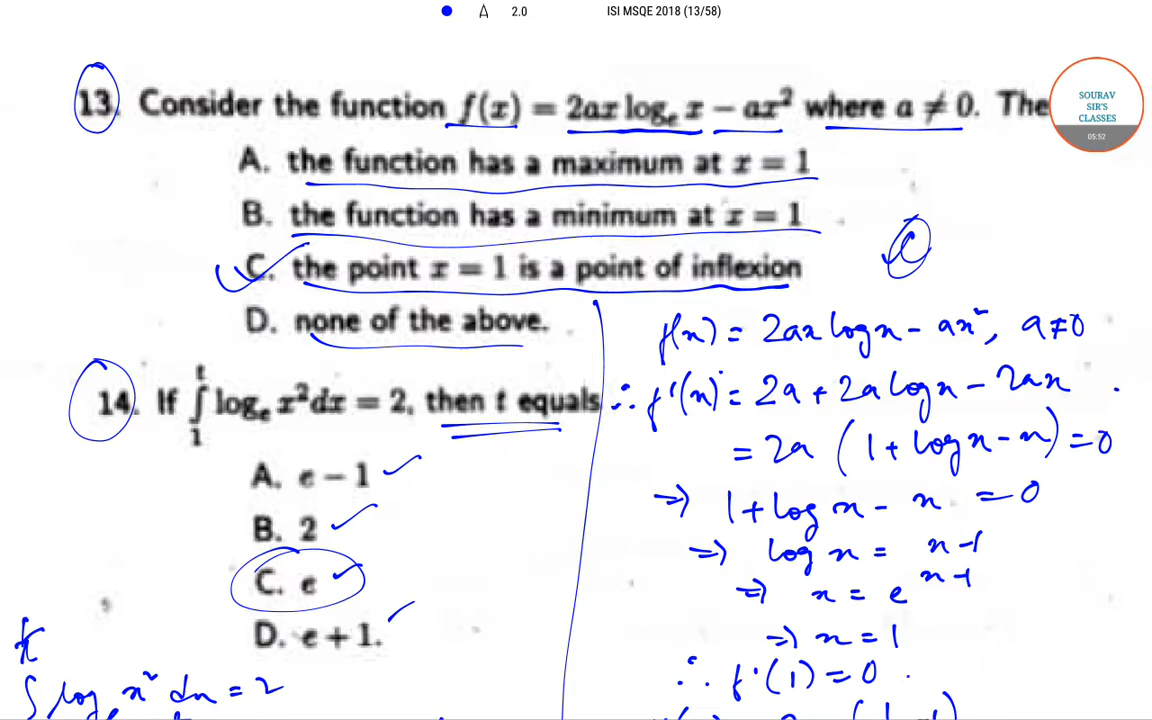 2.0
ISI MSQE 2018 (13/58)
13. Consider the function f(x) = 2ax logₑ x − ax² where a ≠ 0. The
SOURAV
SIR'S
CLASSES
05:52
A. the function has a maximum at x = 1
B. the function has a minimum at x = 1
C. the point x = 1 is a point of inflexion
D. none of the above.
C
14. If ∫₁ᵗ logₑ x²dx = 2, then t equals
A. e − 1
B. 2
C. e
D. e + 1.
∫ logₑ x² dx = 2
f(x) = 2ax log x − ax², a ≠ 0
∴ f'(x) = 2a + 2a log x − 2ax
= 2a (1 + log x − x) = 0
⇒ 1 + log x − x = 0
⇒ log x = x−1
⇒ x = e^(x−1)
⇒ x = 1
∴ f'(1) = 0